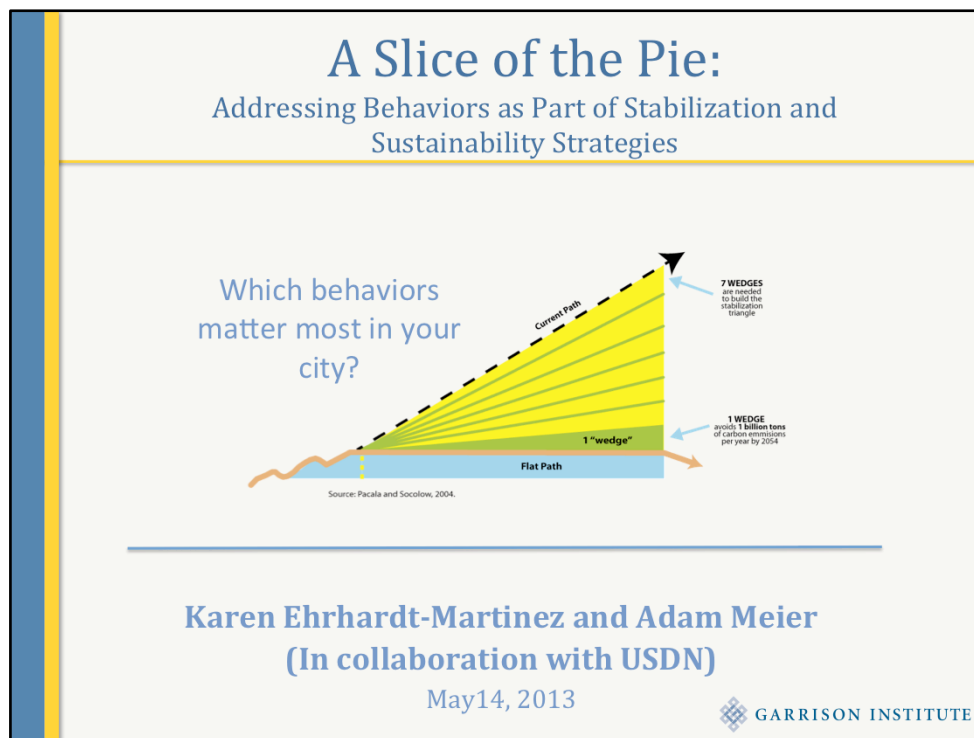 A Slice of the Pie:
Addressing Behaviors as Part of Stabilization and
Sustainability Strategies
Which behaviors
matter most in your
city?
Current Path
7 WEDGES
are needed
to build the
stabilization
triangle
1 WEDGE
avoids 1 billion tons
of carbon emmisions
per year by 2054
1 "wedge"
Flat Path
Source: Pacala and Socolow, 2004.
Karen Ehrhardt-Martinez and Adam Meier
(In collaboration with USDN)
May14, 2013
GARRISON INSTITUTE